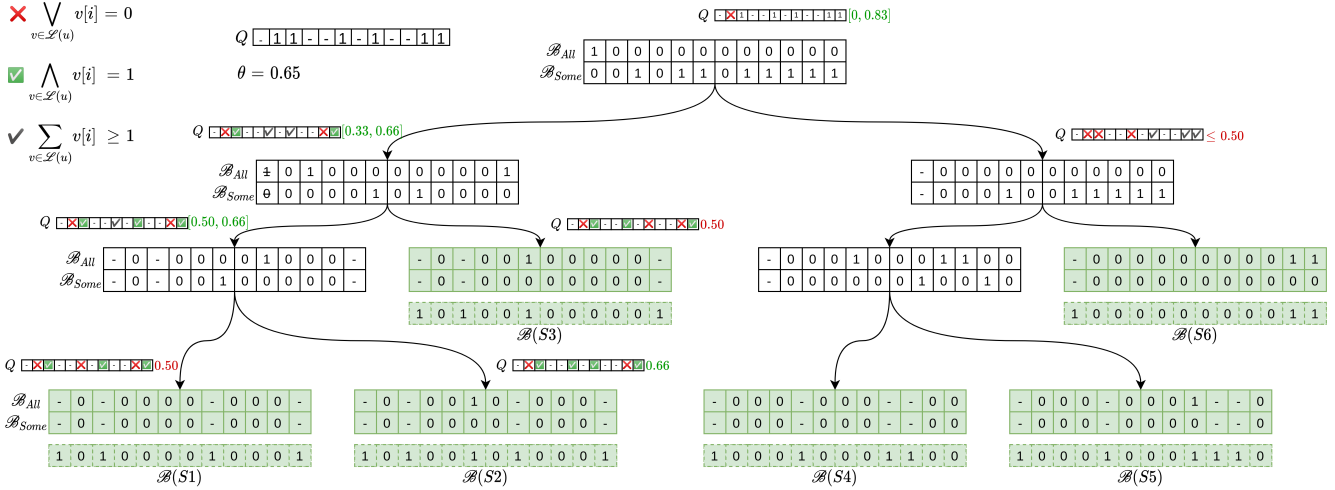 ❌ ⋁ v[i] = 0
v∈ℒ(u)
✅ ⋀ v[i] = 1
v∈ℒ(u)
✔ ∑ v[i] ≥ 1
v∈ℒ(u)
Q - 1 1 - - 1 - 1 - - 1 1
θ = 0.65
Q - ❌ 1 - - 1 - 1 - - 1 1 [0, 0.83]
ℬ_All 1 0 0 0 0 0 0 0 0 0 0 0
ℬ_Some 0 0 1 0 1 1 0 1 1 1 1 1
Q - ❌ ✅ - - ✔ - ✔ - - ❌ ✅ [0.33, 0.66]
ℬ_All 1 0 1 0 0 0 0 0 0 0 0 1
ℬ_Some 0 0 0 0 0 1 0 1 0 0 0 0
Q - ❌ ❌ - - ❌ - ✔ - - ✔ ✔ ≤ 0.50
- 0 0 0 0 0 0 0 0 0 0 0
- 0 0 0 1 0 0 1 1 1 1 1
Q - ❌ ✅ - - ✔ - ✅ - - ❌ ✅ [0.50, 0.66]
ℬ_All - 0 - 0 0 0 0 1 0 0 0 -
ℬ_Some - 0 - 0 0 1 0 0 0 0 0 -
Q - ❌ ✅ - - ✅ - ❌ - - ❌ ✅ 0.50
- 0 - 0 0 1 0 0 0 0 0 -
- 0 - 0 0 0 0 0 0 0 0 -
1 0 1 0 0 1 0 0 0 0 0 1
ℬ(S3)
- 0 0 0 1 0 0 0 1 1 0 0
- 0 0 0 0 0 0 1 0 0 1 0
- 0 0 0 0 0 0 0 0 0 1 1
- 0 0 0 0 0 0 0 0 0 0 0
1 0 0 0 0 0 0 0 0 0 1 1
ℬ(S6)
Q - ❌ ✅ - - ❌ - ✅ - - ❌ ✅ 0.50
ℬ_All - 0 - 0 0 0 0 - 0 0 0 -
ℬ_Some - 0 - 0 0 0 0 - 0 0 0 -
1 0 1 0 0 0 0 1 0 0 0 1
ℬ(S1)
Q - ❌ ✅ - - ✅ - ✅ - - ❌ ✅ 0.66
- 0 - 0 0 1 0 - 0 0 0 -
- 0 - 0 0 0 0 - 0 0 0 -
1 0 1 0 0 1 0 1 0 0 0 1
ℬ(S2)
- 0 0 0 - 0 0 0 - - 0 0
- 0 0 0 - 0 0 0 - - 0 0
1 0 0 0 1 0 0 0 1 1 0 0
ℬ(S4)
- 0 0 0 - 0 0 0 1 - - 0
- 0 0 0 - 0 0 0 0 - - 0
1 0 0 0 1 0 0 0 1 1 1 0
ℬ(S5)